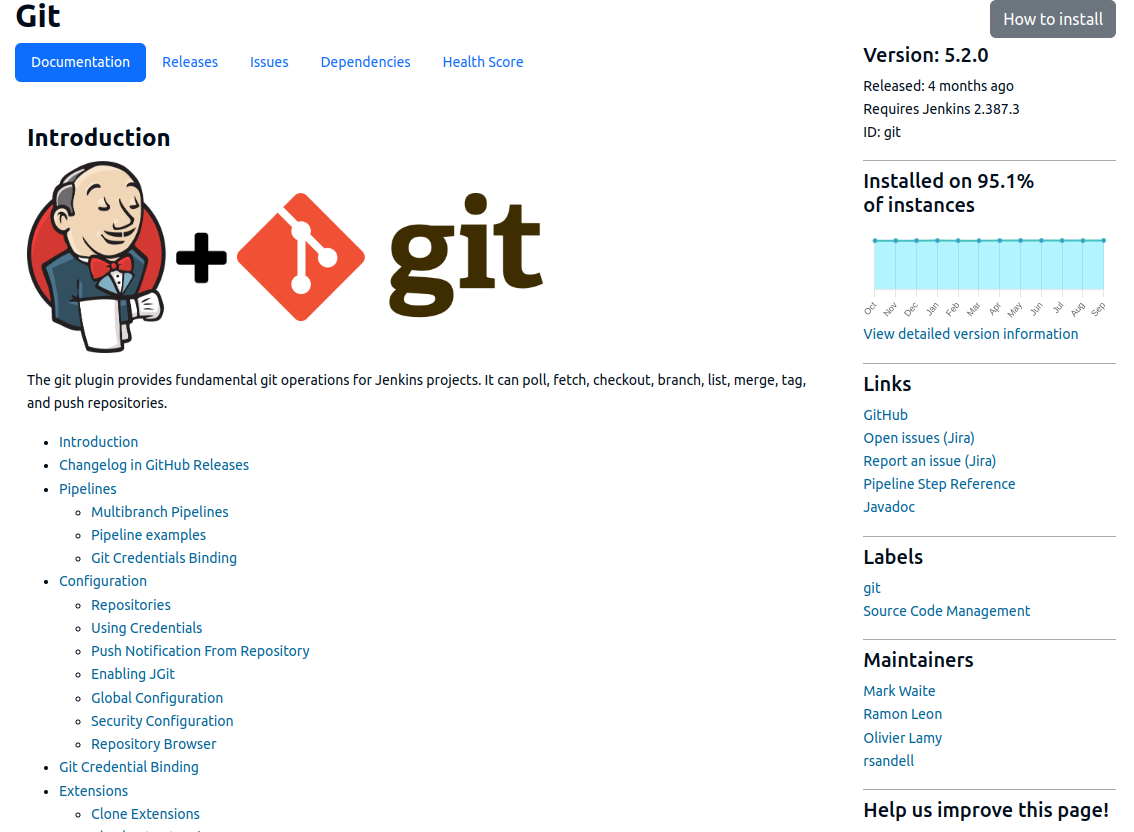 Git
How to install
Documentation
Releases
Issues
Dependencies
Health Score
Introduction
git
The git plugin provides fundamental git operations for Jenkins projects. It can poll, fetch, checkout, branch, list, merge, tag,
and push repositories.
Introduction
Changelog in GitHub Releases
Pipelines
Multibranch Pipelines
Pipeline examples
Git Credentials Binding
Configuration
Repositories
Using Credentials
Push Notification From Repository
Enabling JGit
Global Configuration
Security Configuration
Repository Browser
Git Credential Binding
Extensions
Clone Extensions
Version: 5.2.0
Released: 4 months ago
Requires Jenkins 2.387.3
ID: git
Installed on 95.1%
of instances
Oct Nov Dec Jan Feb Mar Apr May Jun Jul Aug Sep
View detailed version information
Links
GitHub
Open issues (Jira)
Report an issue (Jira)
Pipeline Step Reference
Javadoc
Labels
git
Source Code Management
Maintainers
Mark Waite
Ramon Leon
Olivier Lamy
rsandell
Help us improve this page!